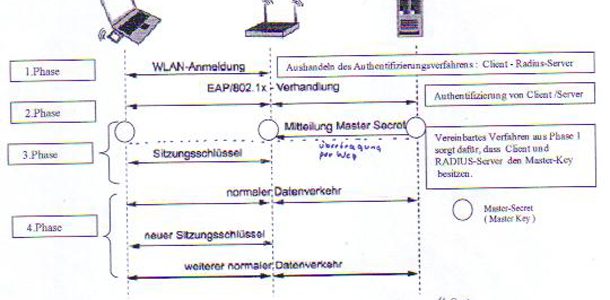 1.Phase
WLAN-Anmeldung
Aushandeln des Authentifizierungsverfahrens : Client - Radius-Server
EAP/802.1x - Verhandlung
2.Phase
Authentifizierung von Client /Server
Mitteilung Master Secret
übertragung
per Weg
3.Phase
Sitzungsschlüssel
Vereinbartes Verfahren aus Phase 1
sorgt dafür, dass Client und
RADIUS-Server den Master-Key
besitzen.
normaler Datenverkehr
Master-Secret
( Master Key )
4.Phase
neuer Sitzungsschlüssel
weiterer normaler Datenverkehr